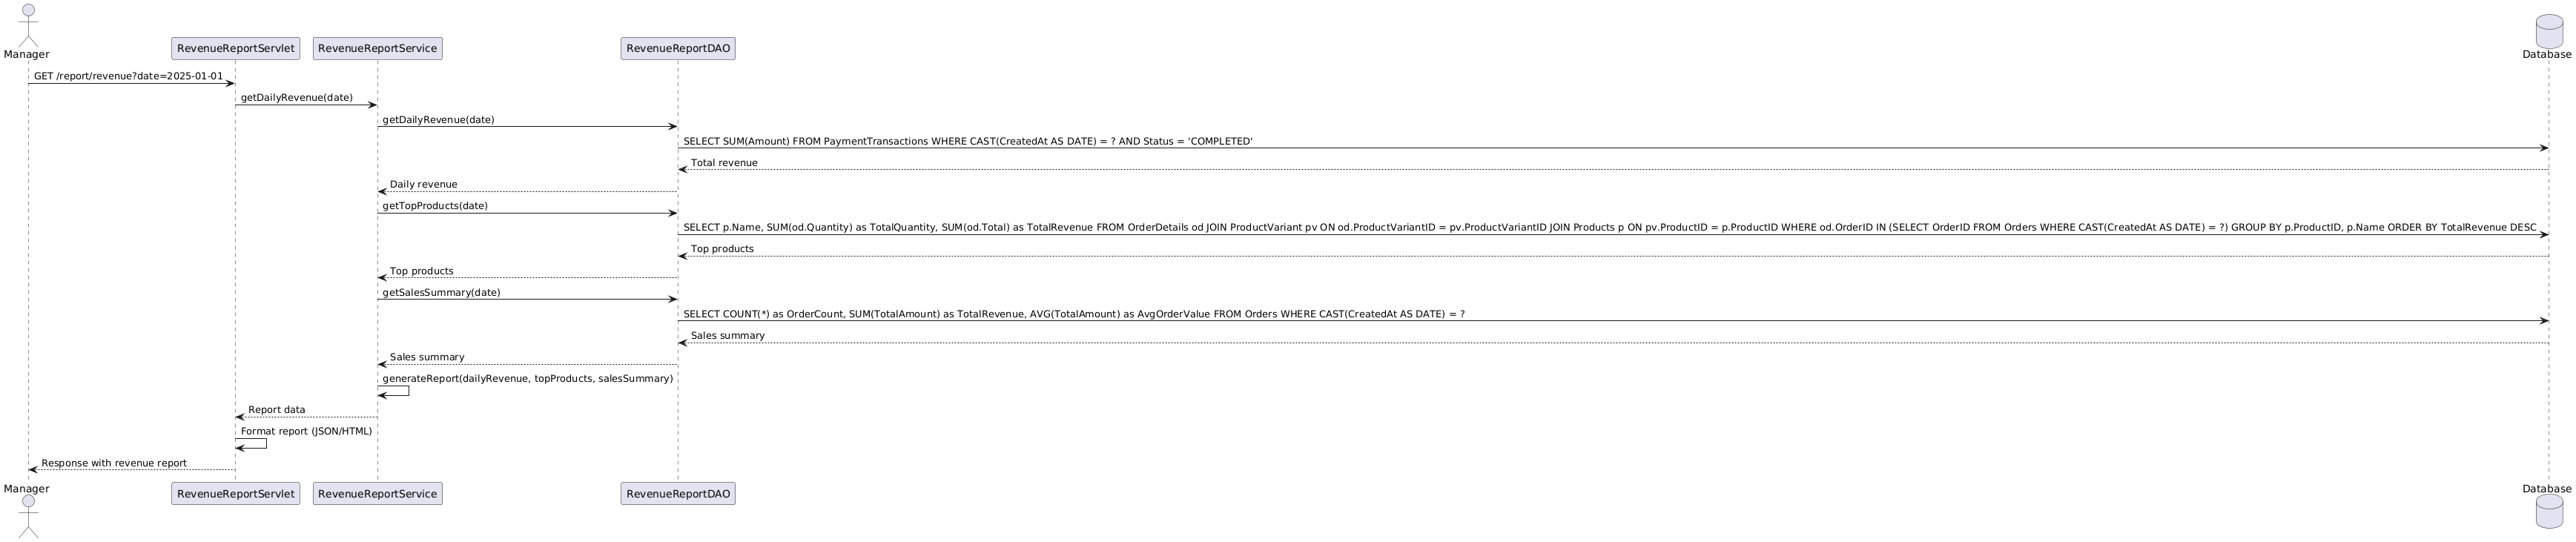 Manager
RevenueReportServlet
RevenueReportService
RevenueReportDAO
Database
GET /report/revenue?date=2025-01-01
getDailyRevenue(date)
getDailyRevenue(date)
SELECT SUM(Amount) FROM PaymentTransactions WHERE CAST(CreatedAt AS DATE) = ? AND Status = 'COMPLETED'
Total revenue
Daily revenue
getTopProducts(date)
SELECT p.Name, SUM(od.Quantity) as TotalQuantity, SUM(od.Total) as TotalRevenue FROM OrderDetails od JOIN ProductVariant pv ON od.ProductVariantID = pv.ProductVariantID JOIN Products p ON pv.ProductID = p.ProductID WHERE od.OrderID IN (SELECT OrderID FROM Orders WHERE CAST(CreatedAt AS DATE) = ?) GROUP BY p.ProductID, p.Name ORDER BY TotalRevenue DESC
Top products
Top products
getSalesSummary(date)
SELECT COUNT(*) as OrderCount, SUM(TotalAmount) as TotalRevenue, AVG(TotalAmount) as AvgOrderValue FROM Orders WHERE CAST(CreatedAt AS DATE) = ?
Sales summary
Sales summary
generateReport(dailyRevenue, topProducts, salesSummary)
Report data
Format report (JSON/HTML)
Response with revenue report
Manager
RevenueReportServlet
RevenueReportService
RevenueReportDAO
Database